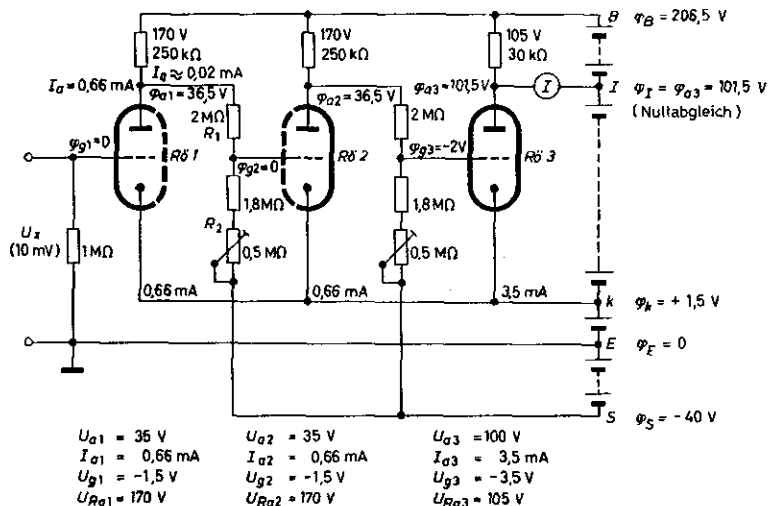 170 V
250 kΩ
170 V
250 kΩ
105 V
30 kΩ
B φB = 206,5 V
Ia = 0,66 mA
Iq ≈ 0,02 mA
φa1 = 36,5 V
φa2 = 36,5 V
φa3 = 101,5 V
I
I φI = φa3 = 101,5 V
(Nullabgleich)
2 MΩ
R1
2 MΩ
φg1 = 0
Rö 1
φg2 = 0
Rö 2
φg3 = -2V
Rö 3
Ux
(10 mV)
1 MΩ
1,8 MΩ
R2
0,5 MΩ
1,8 MΩ
0,5 MΩ
0,66 mA
0,66 mA
3,5 mA
k φk = + 1,5 V
E φE = 0
S φS = -40 V
Ua1 = 35 V
Ia1 = 0,66 mA
Ug1 = -1,5 V
URa1 = 170 V
Ua2 = 35 V
Ia2 = 0,66 mA
Ug2 = -1,5 V
URa2 = 170 V
Ua3 = 100 V
Ia3 = 3,5 mA
Ug3 = -3,5 V
URa3 = 105 V